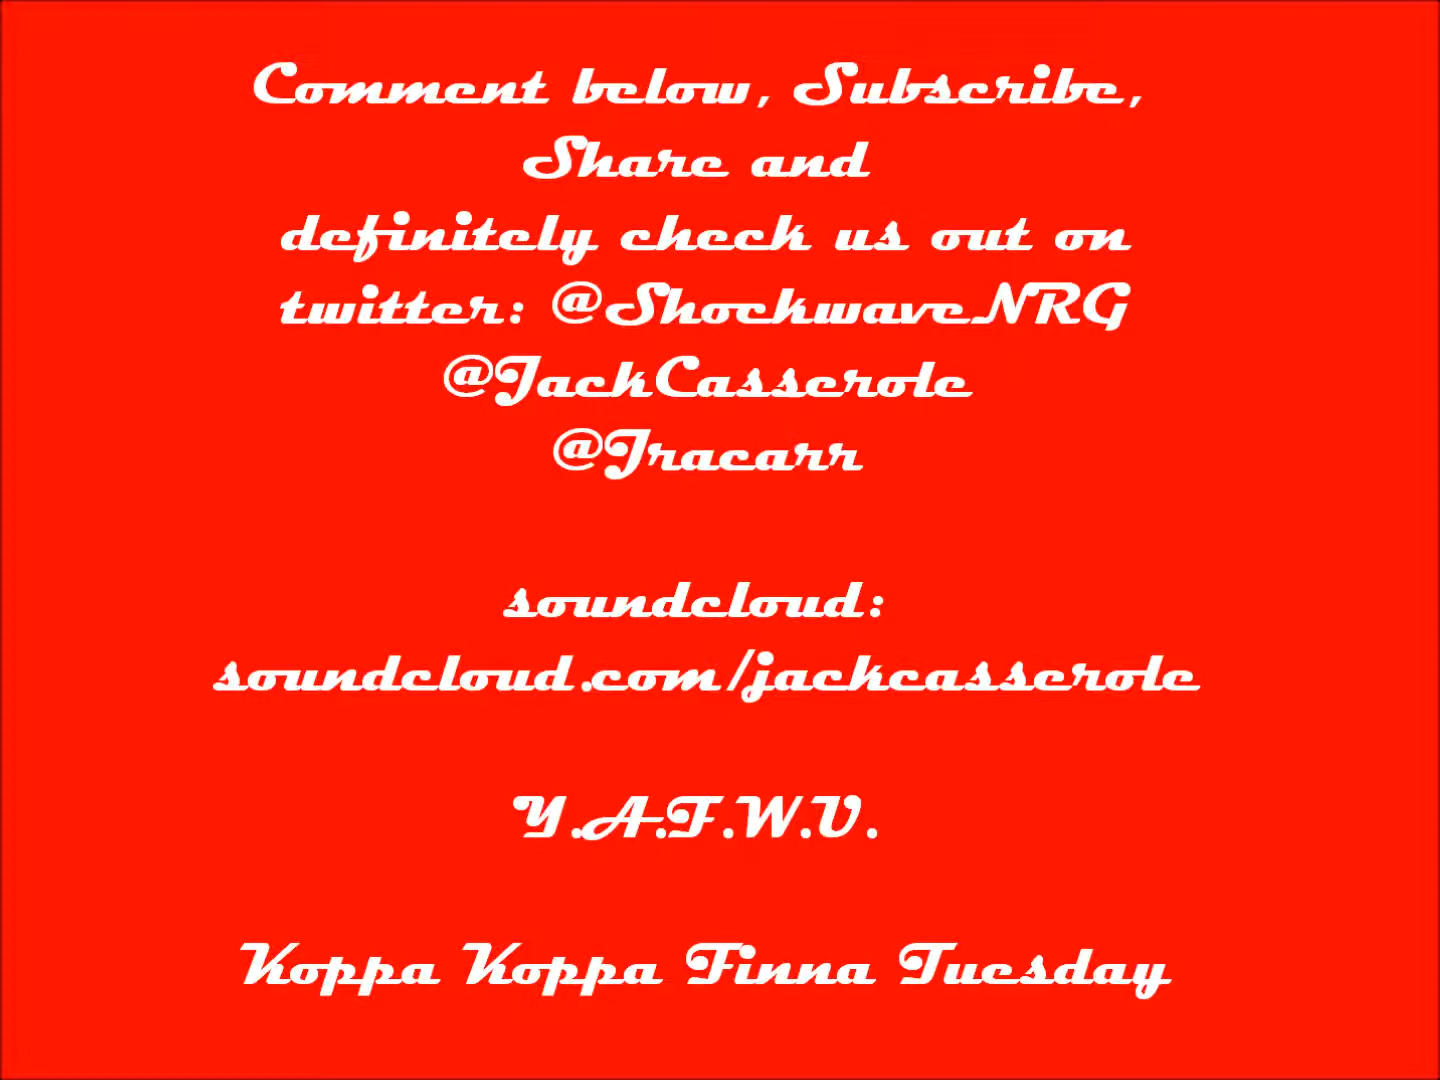 Comment below, Subscribe,
Share and
definitely check us out on
twitter: @ShockwaveNRG
@JackCasserole
@Jracarr
soundcloud:
soundcloud.com/jackcasserole
Y.A.F.W.V.
Koppa Koppa Finna Tuesday